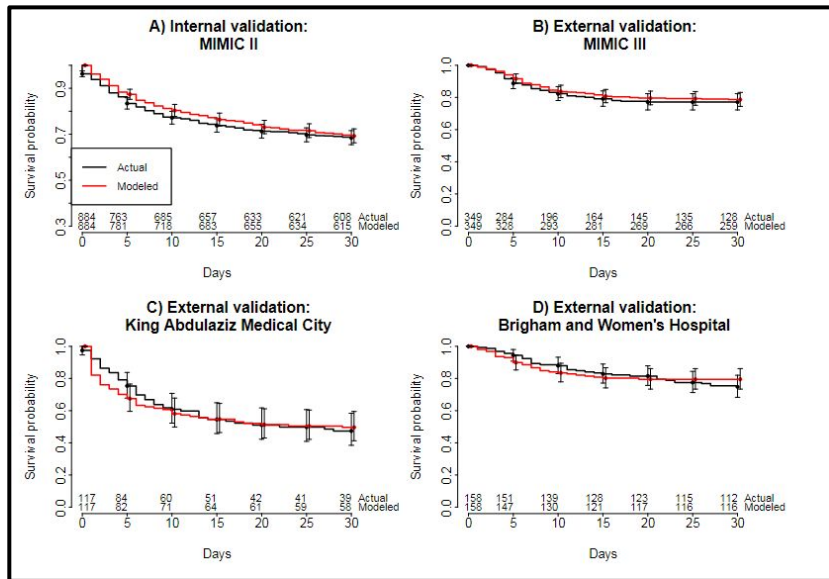 A) Internal validation:
MIMIC II
Survival probability
0.9
0.7
0.5
0.3
Actual
Modeled
884 763 685 657 633 621 608 Actual
884 781 718 683 655 634 615 Modeled
0 5 10 15 20 25 30
Days
B) External validation:
MIMIC III
Survival probability
1.0
0.8
0.6
0.4
0.2
0.0
349 284 196 164 145 135 128 Actual
349 328 293 281 269 266 259 Modeled
0 5 10 15 20 25 30
Days
C) External validation:
King Abdulaziz Medical City
Survival probability
1.0
0.8
0.6
0.4
0.2
0.0
117 84 60 51 42 41 39 Actual
117 82 71 64 61 59 58 Modeled
0 5 10 15 20 25 30
Days
D) External validation:
Brigham and Women's Hospital
Survival probability
1.0
0.8
0.6
0.4
0.2
0.0
158 151 139 128 123 115 112 Actual
158 147 130 121 117 116 116 Modeled
0 5 10 15 20 25 30
Days